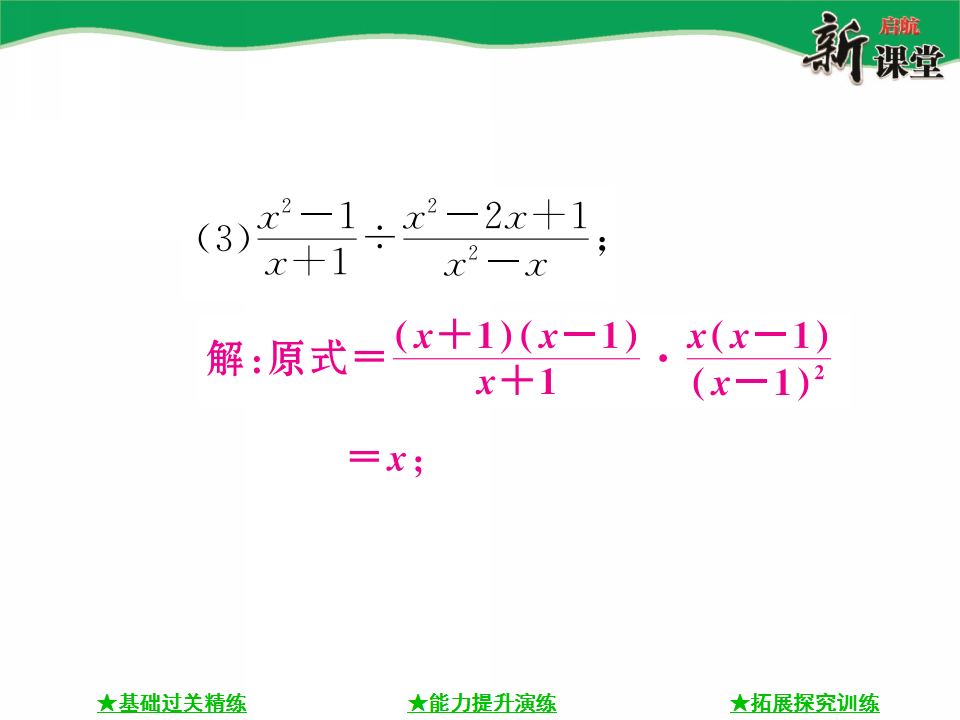 启航
新课堂
(3) \frac{x^2-1}{x+1} ÷ \frac{x^2-2x+1}{x^2-x};
解:原式=\frac{(x+1)(x-1)}{x+1} · \frac{x(x-1)}{(x-1)^2}
=x;
★基础过关精练 ★能力提升演练 ★拓展探究训练